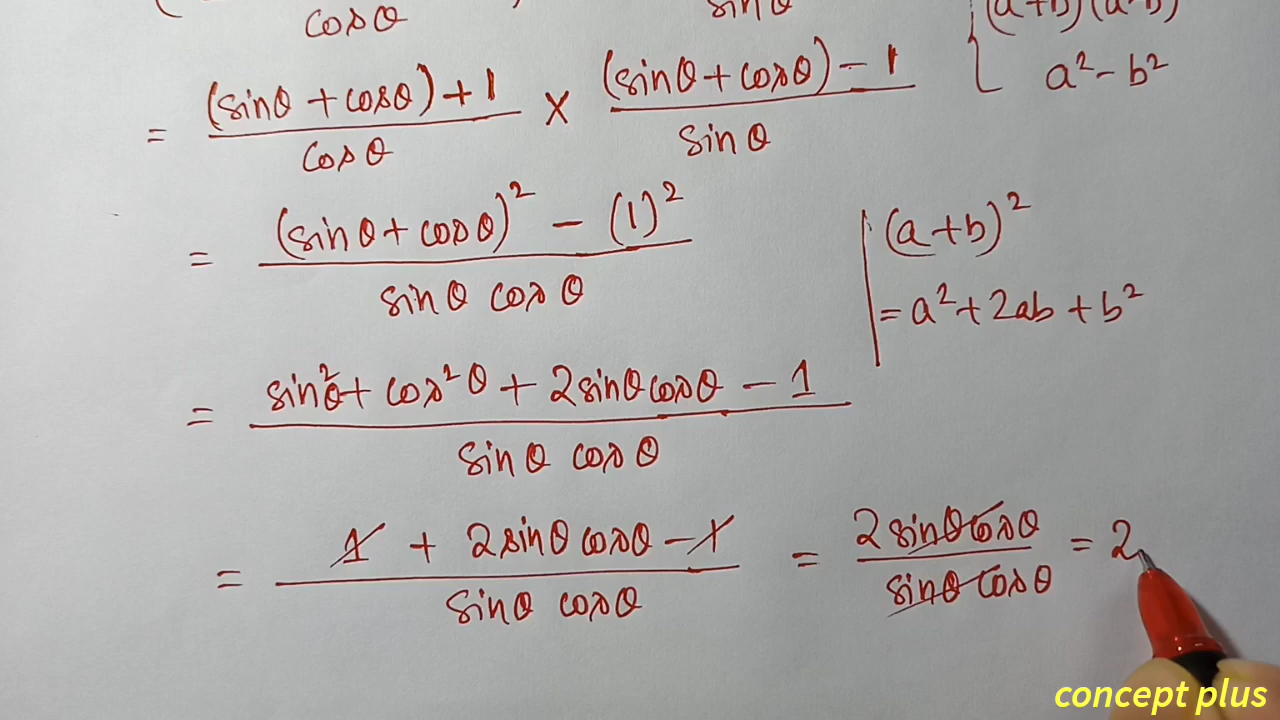 cosθ sinθ (a+b)(a-b)
= (sinθ + cosθ) + 1 / cosθ × (sinθ + cosθ) - 1 / sinθ a² - b²
= (sinθ + cosθ)² - (1)² / sinθ cosθ (a+b)²
= a² + 2ab + b²
= sin²θ + cos²θ + 2sinθcosθ - 1 / sinθ cosθ
= 1 + 2sinθ cosθ - 1 / sinθ cosθ = 2sinθcosθ / sinθ cosθ = 2
concept plus